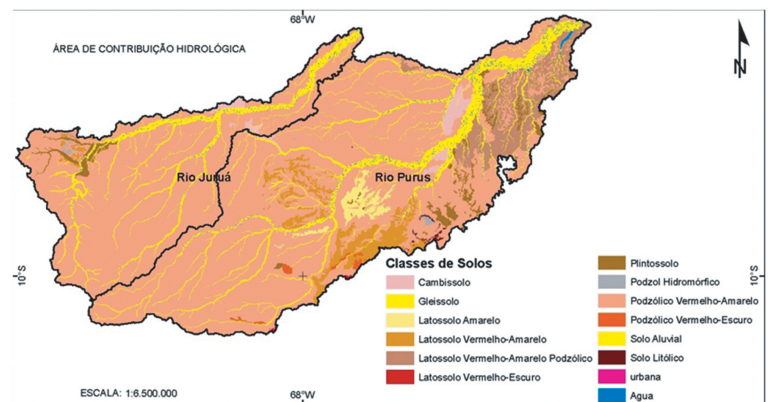 68°W
ÁREA DE CONTRIBUIÇÃO HIDROLÓGICA
N
Rio Juruá
Rio Purus
10°S
10°S
Classes de Solos
Cambissolo
Gleissolo
Latossolo Amarelo
Latossolo Vermelho-Amarelo
Latossolo Vermelho-Amarelo Podzólico
Latossolo Vermelho-Escuro
Plintossolo
Podzol Hidromórfico
Podzólico Vermelho-Amarelo
Podzólico Vermelho-Escuro
Solo Aluvial
Solo Litólico
urbana
Agua
ESCALA: 1:6.500.000
68°W